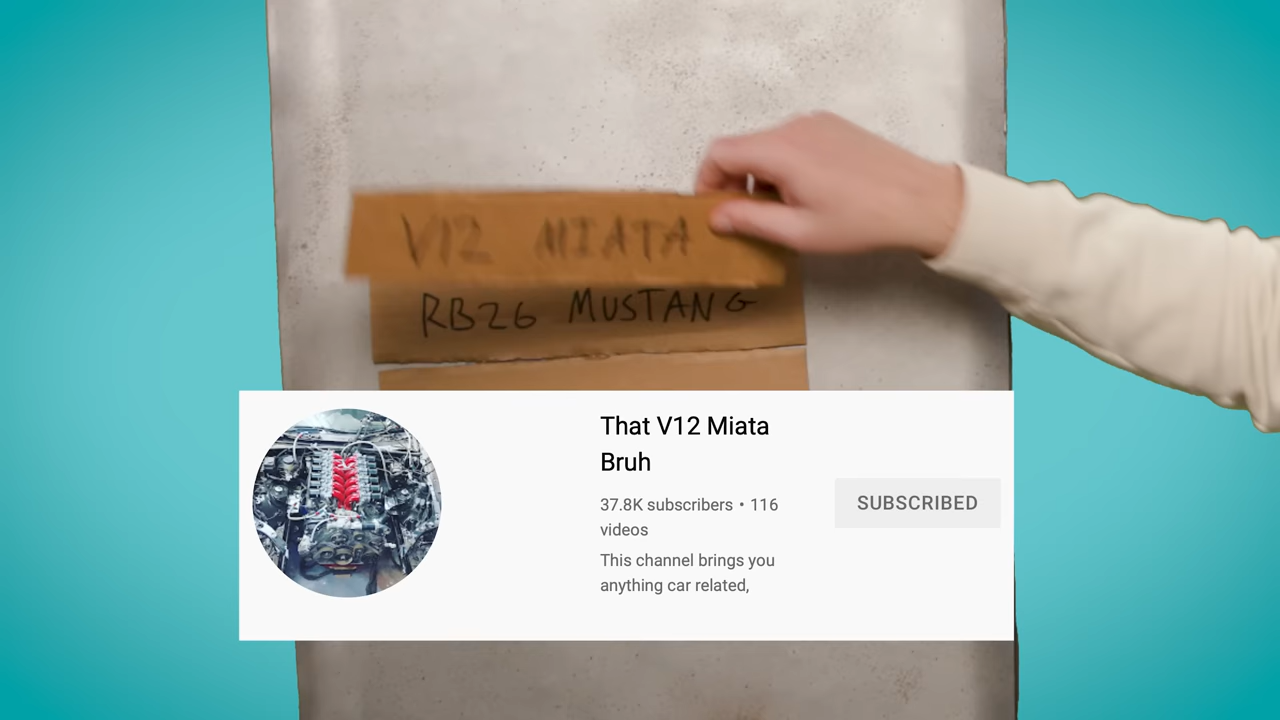 V12 MIATA
RB26 MUSTANG
That V12 Miata
Bruh
37.8K subscribers • 116
videos
SUBSCRIBED
This channel brings you
anything car related,